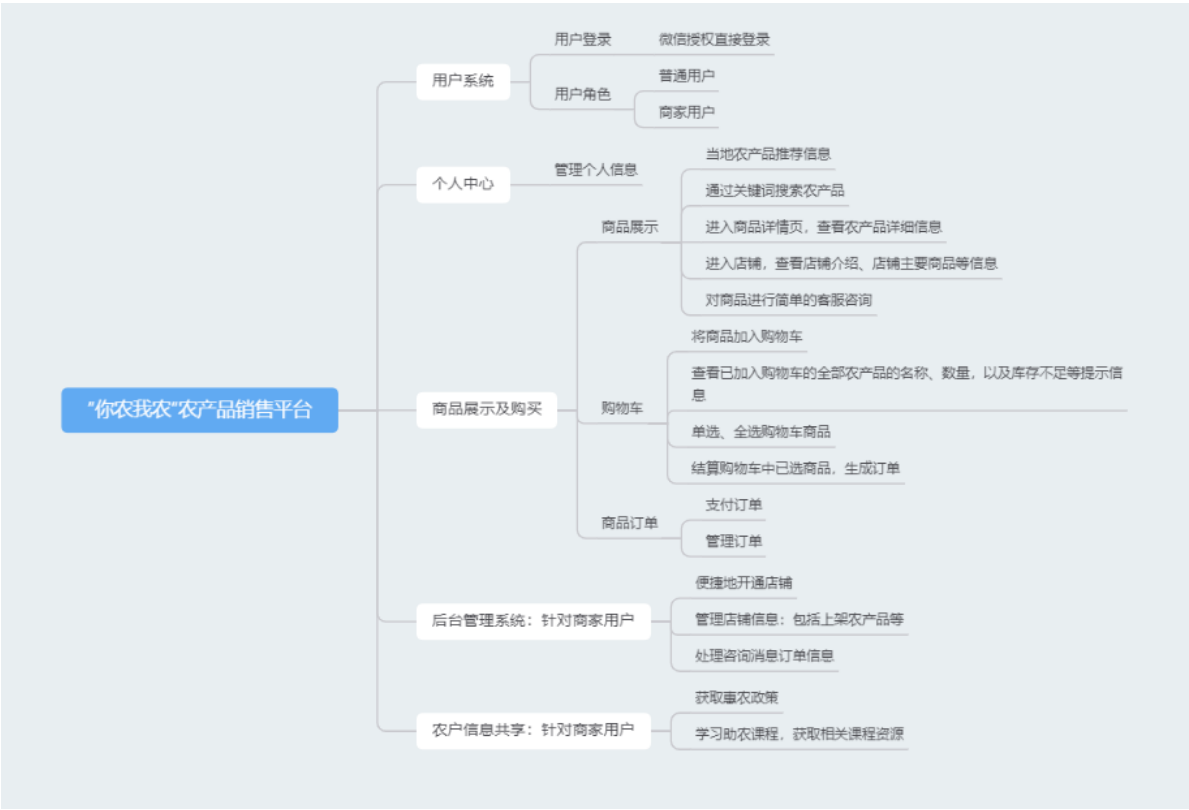 用户登录
微信授权直接登录
用户系统
普通用户
用户角色
商家用户
当地农产品推荐信息
管理个人信息
个人中心
通过关键词搜索农产品
商品展示
进入商品详情页，查看农产品详细信息
进入店铺，查看店铺介绍、店铺主要商品等信息
对商品进行简单的客服咨询
将商品加入购物车
查看已加入购物车的全部农产品的名称、数量，以及库存不足等提示信
息
“你农我农”农产品销售平台
商品展示及购买
购物车
单选、全选购物车商品
结算购物车中已选商品，生成订单
支付订单
商品订单
管理订单
便捷地开通店铺
后台管理系统：针对商家用户
管理店铺信息：包括上架农产品等
处理咨询消息订单信息
获取惠农政策
农户信息共享：针对商家用户
学习助农课程，获取相关课程资源